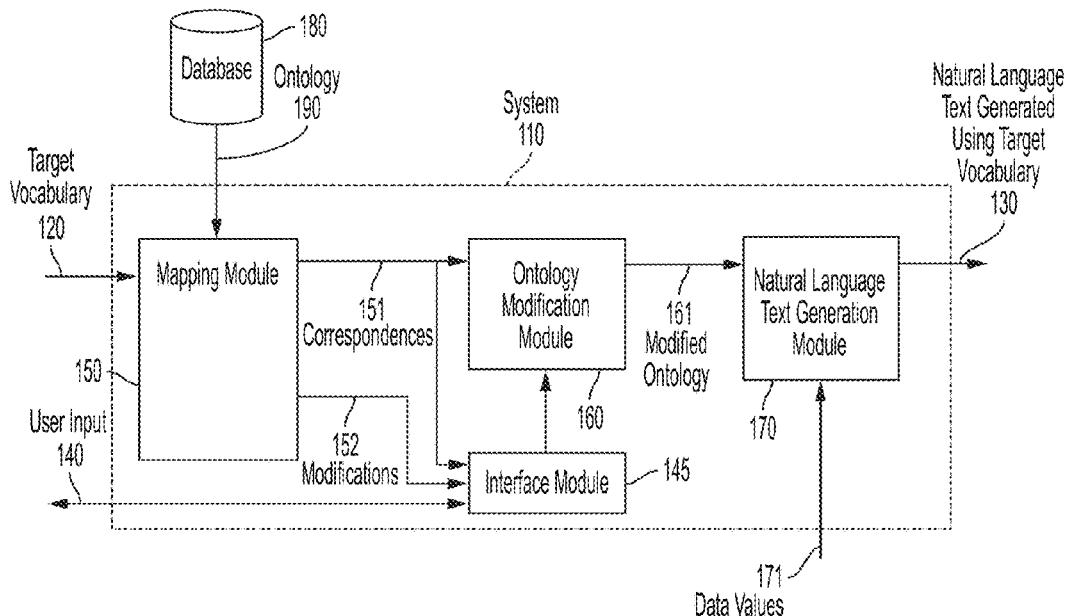 180
Database
Ontology
190
System
110
Natural Language
Text Generated
Using Target
Vocabulary
130
Target
Vocabulary
120
Mapping Module
Ontology
Modification
Module
Natural Language
Text Generation
Module
151
Correspondences
161
Modified
Ontology
150
160
170
User Input
140
152
Modifications
Interface Module
145
171
Data Values